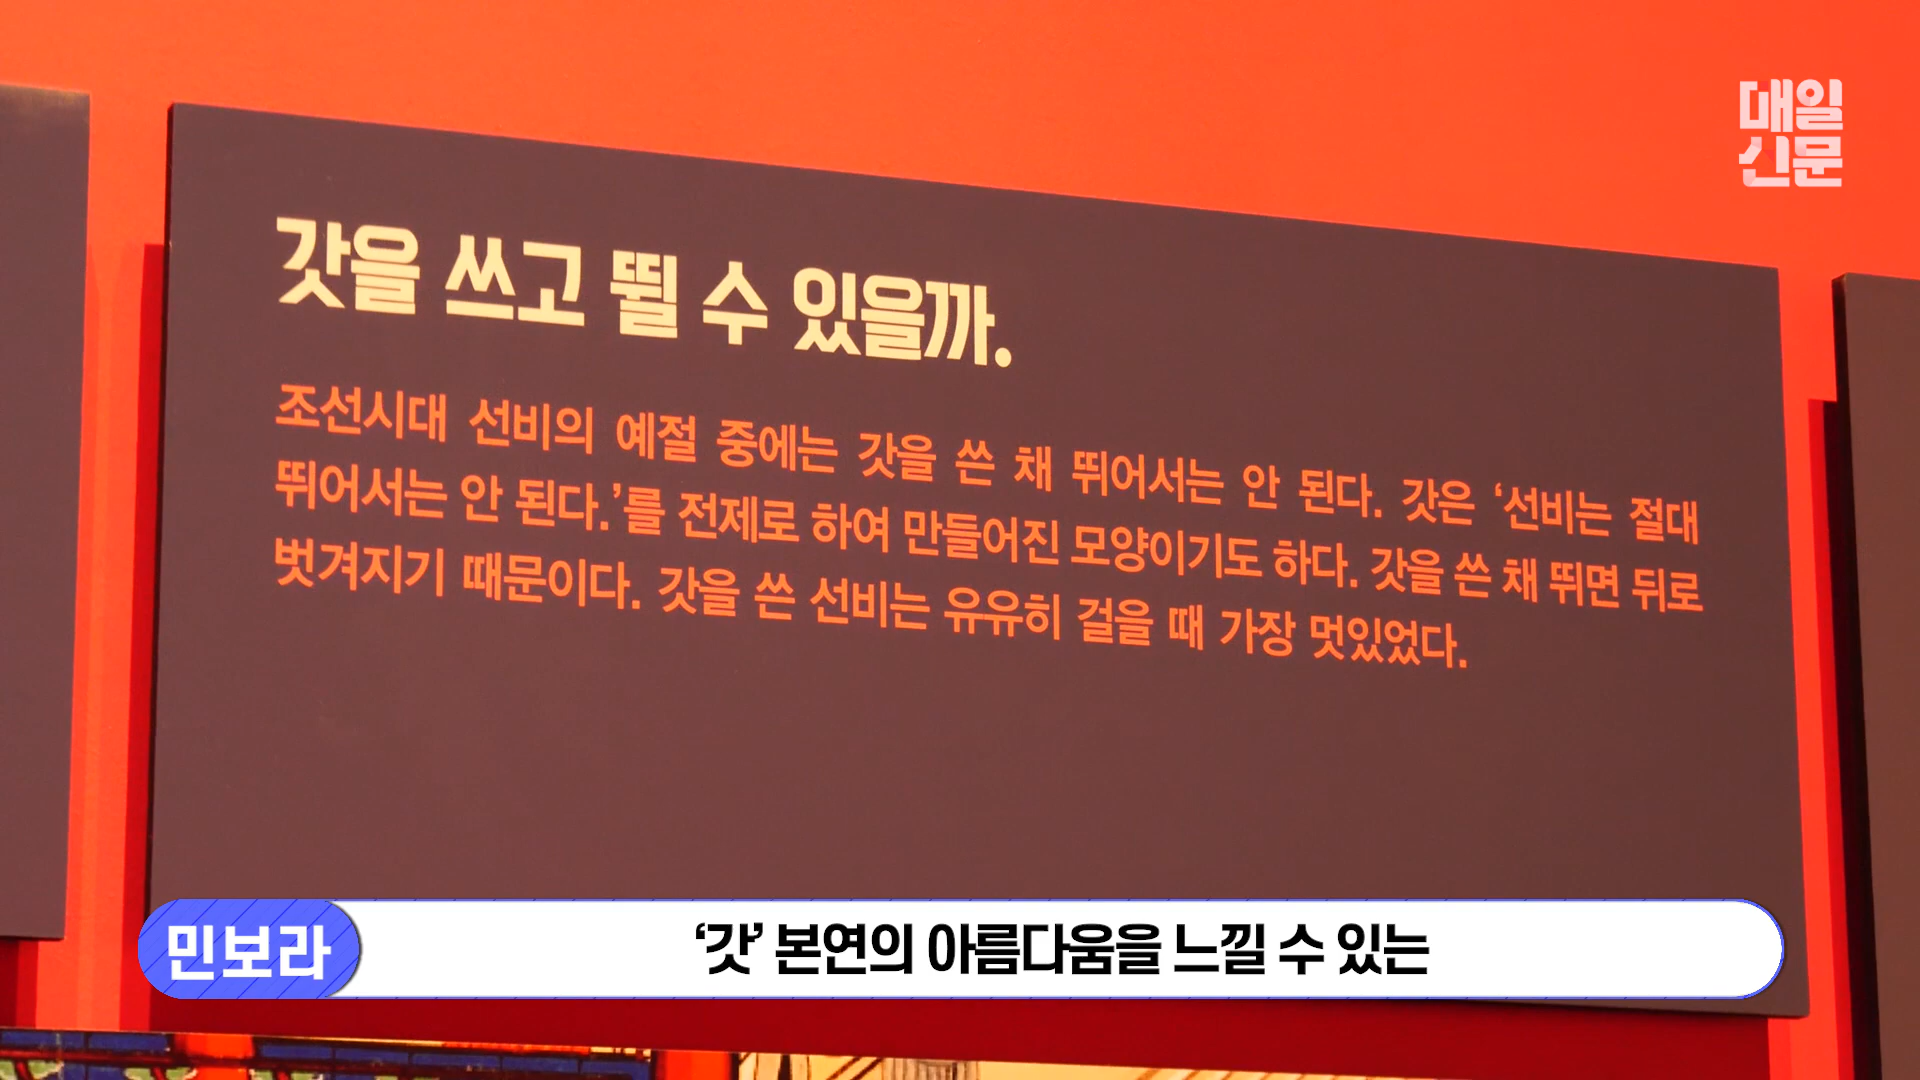 매일
신문
갓을 쓰고 뛸 수 있을까.
조선시대 선비의 예절 중에는 갓을 쓴 채 뛰어서는 안 된다. 갓은 ‘선비는 절대
뛰어서는 안 된다.’를 전제로 하여 만들어진 모양이기도 하다. 갓을 쓴 채 뛰면 뒤로
벗겨지기 때문이다. 갓을 쓴 선비는 유유히 걸을 때 가장 멋있었다.
민보라
‘갓’ 본연의 아름다움을 느낄 수 있는